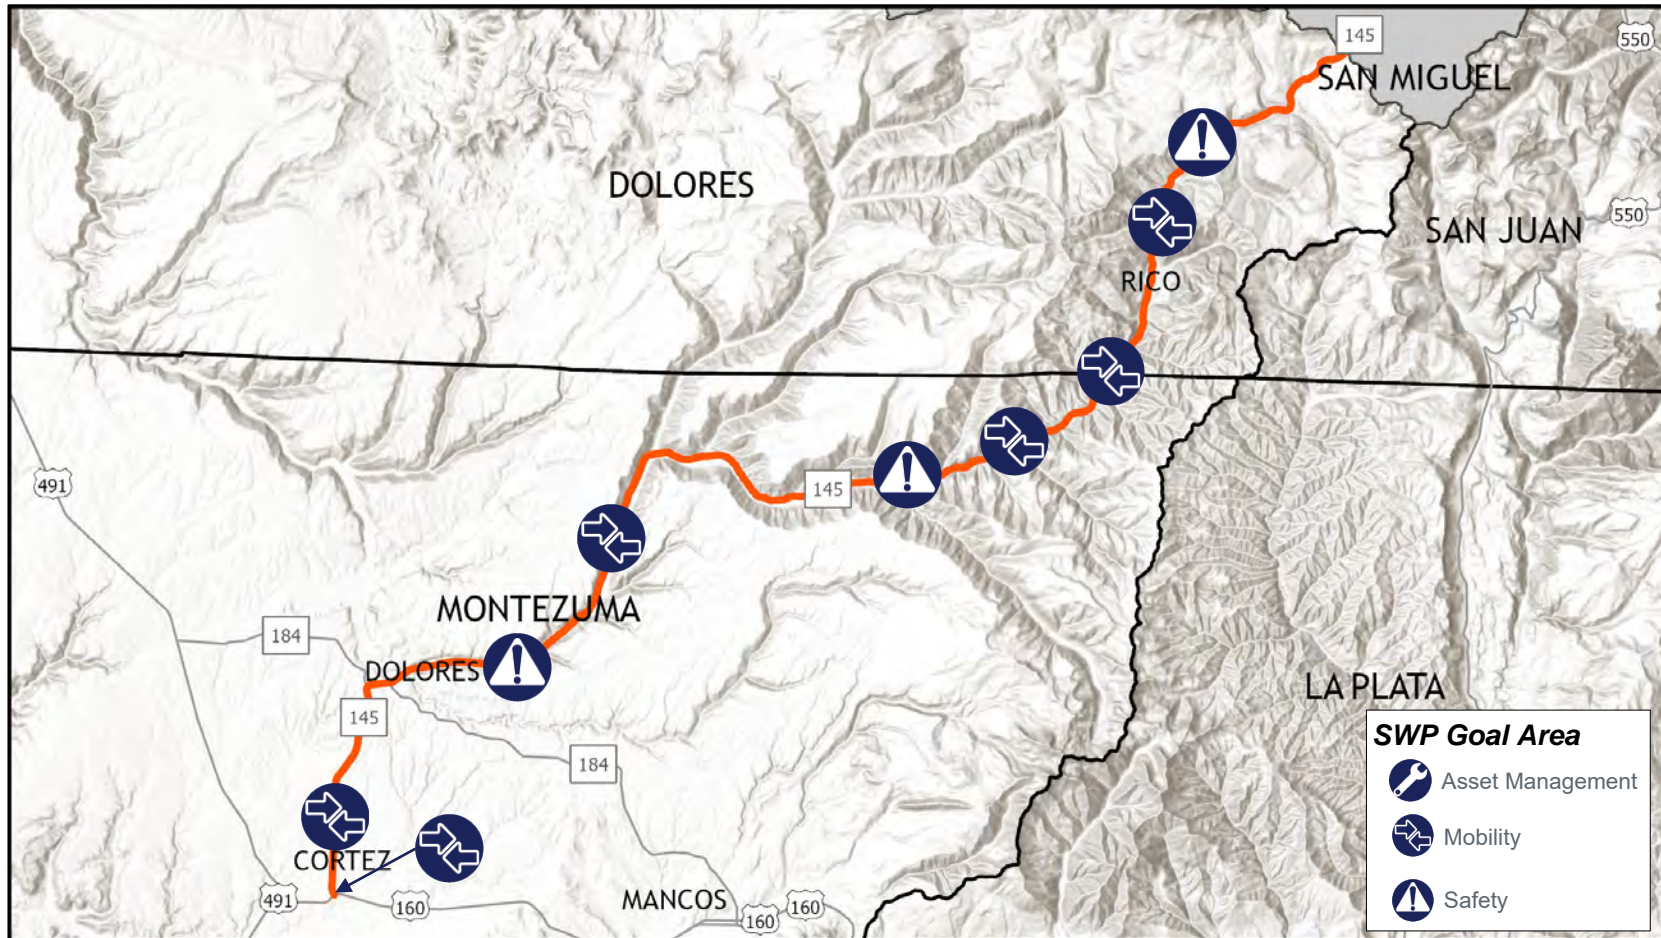 145
550
SAN MIGUEL
DOLORES
550
SAN JUAN
RICO
491
145
MONTEZUMA
184
DOLORES
LA PLATA
145
184
SWP Goal Area
Asset Management
Mobility
Safety
CORTEZ
MANCOS
491
160
160
160